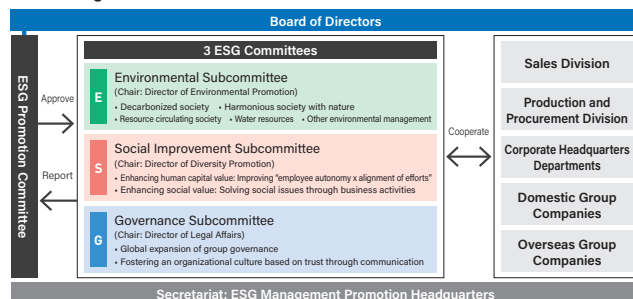 Board of Directors
ESG Promotion Committee
Approve
Report
3 ESG Committees
E
Environmental Subcommittee
(Chair: Director of Environmental Promotion)
• Decarbonized society • Harmonious society with nature
• Resource circulating society • Water resources • Other environmental management
S
Social Improvement Subcommittee
(Chair: Director of Diversity Promotion)
• Enhancing human capital value: Improving "employee autonomy x alignment of efforts"
• Enhancing social value: Solving social issues through business activities
G
Governance Subcommittee
(Chair: Director of Legal Affairs)
• Global expansion of group governance
• Fostering an organizational culture based on trust through communication
Cooperate
Sales Division
Production and
Procurement Division
Corporate Headquarters
Departments
Domestic Group
Companies
Overseas Group
Companies
Secretariat: ESG Management Promotion Headquarters